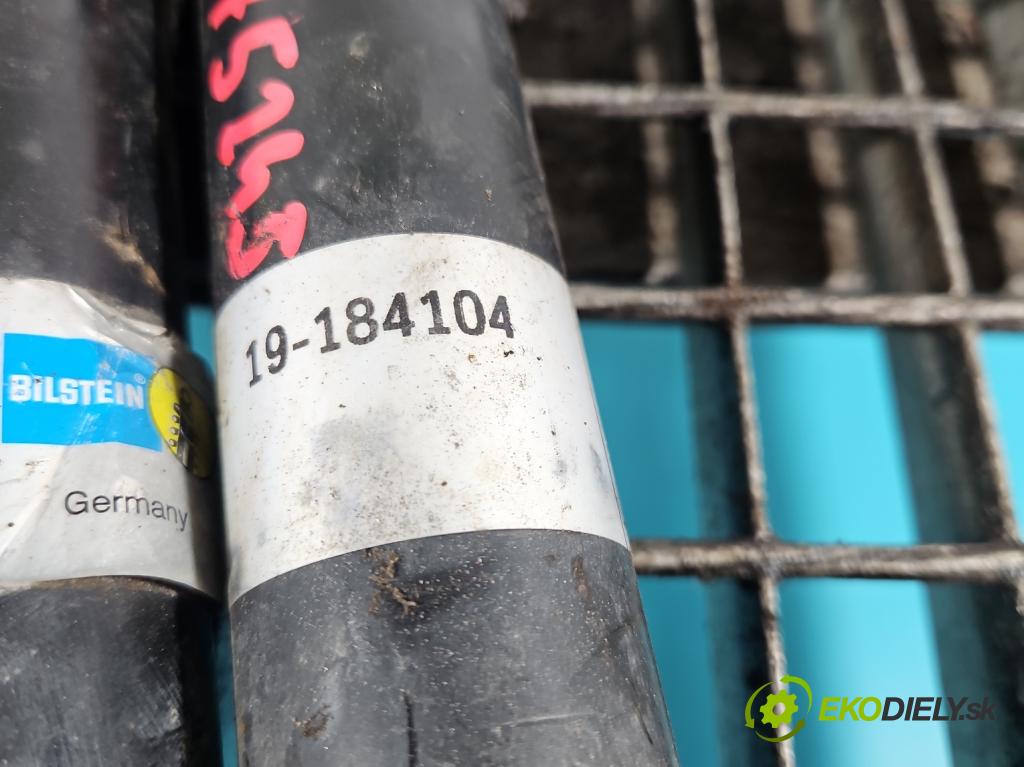 19-184104
BILSTEIN®
Germany
EKODIELY.sk